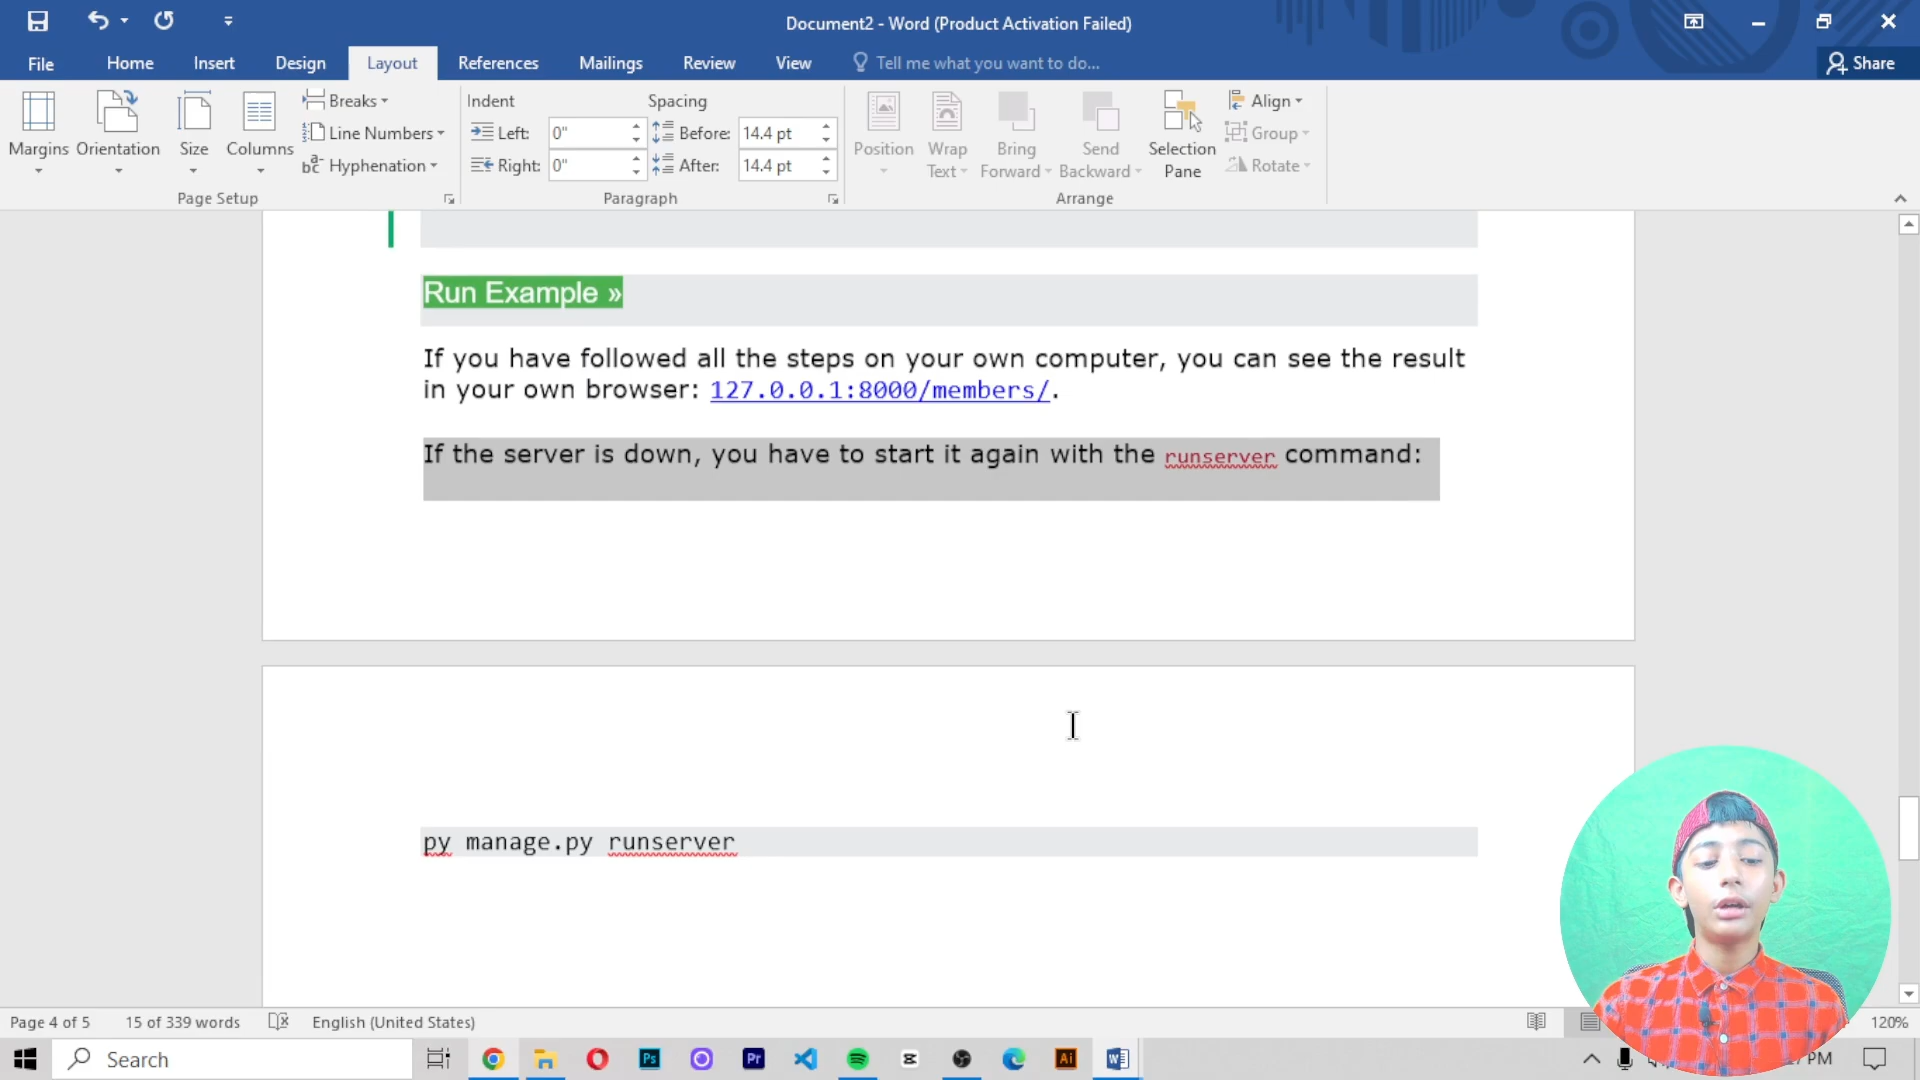 Document2 - Word (Product Activation Failed)
File Home Insert Design Layout References Mailings Review View Tell me what you want to do... Share
Margins Orientation Size Columns
Breaks
Line Numbers
Hyphenation
Page Setup
Indent Spacing
Left: 0" Before: 14.4 pt
Right: 0" After: 14.4 pt
Paragraph
Position
Wrap Text
Bring Forward
Send Backward
Selection Pane
Align
Group
Rotate
Arrange
Run Example »
If you have followed all the steps on your own computer, you can see the result
in your own browser: 127.0.0.1:8000/members/.
If the server is down, you have to start it again with the runserver command:
py manage.py runserver
Page 4 of 5 15 of 339 words English (United States) 120%
Search
PM